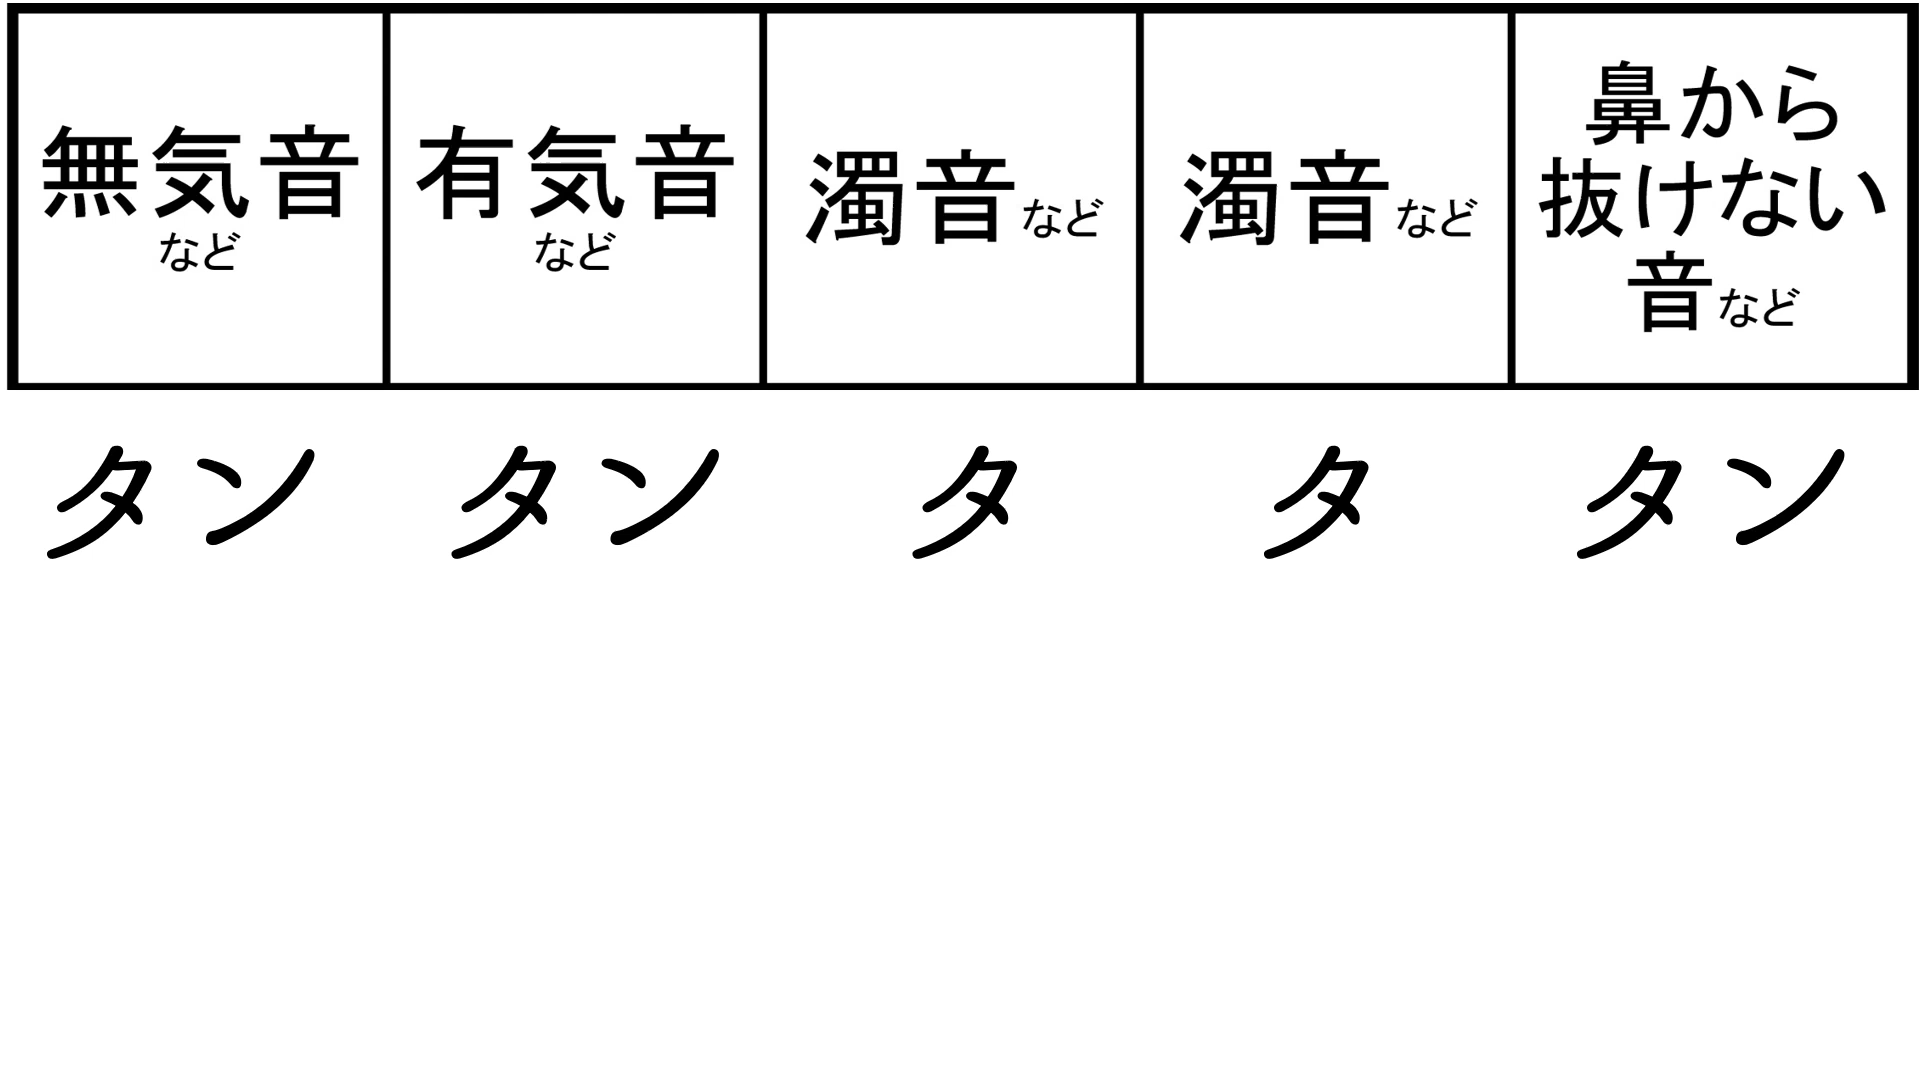 無気音
など
有気音
など
濁音など
濁音など
鼻から
抜けない
音など
タン タン タ タ タン